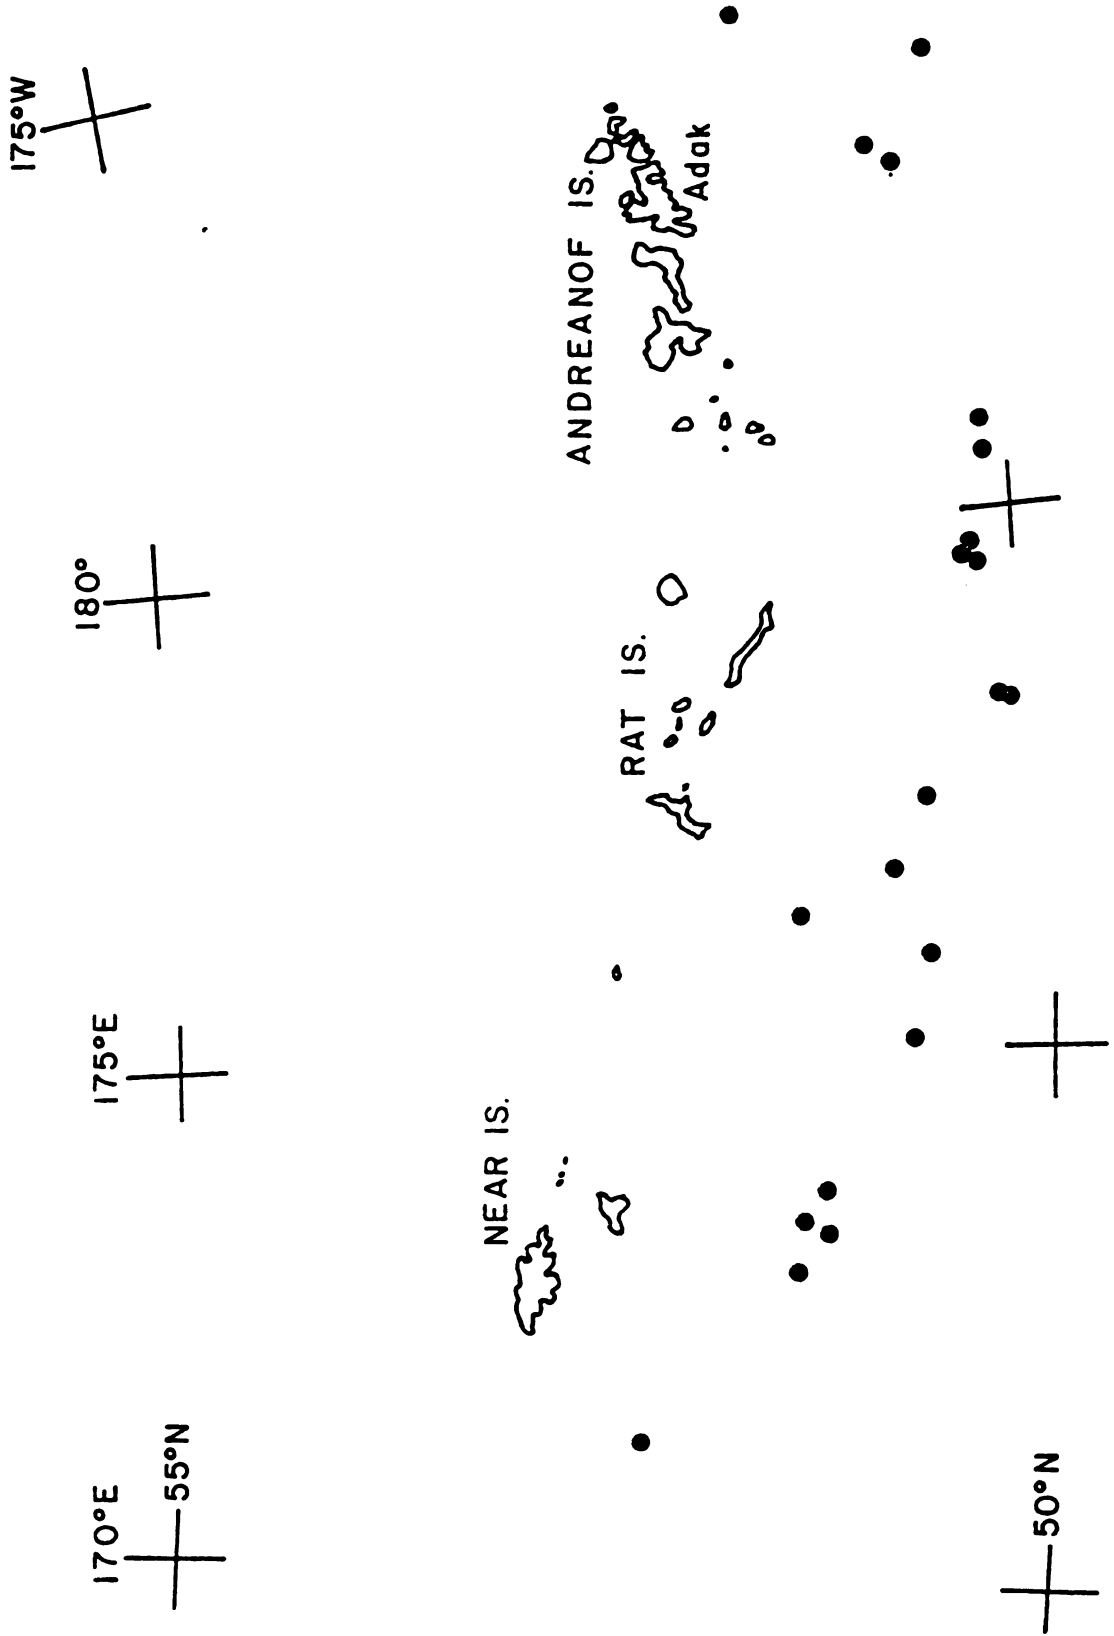 170°E
175°E
180°
175°W
55°N
NEAR IS.
RAT IS.
ANDREANOF IS.
Adak
50°N